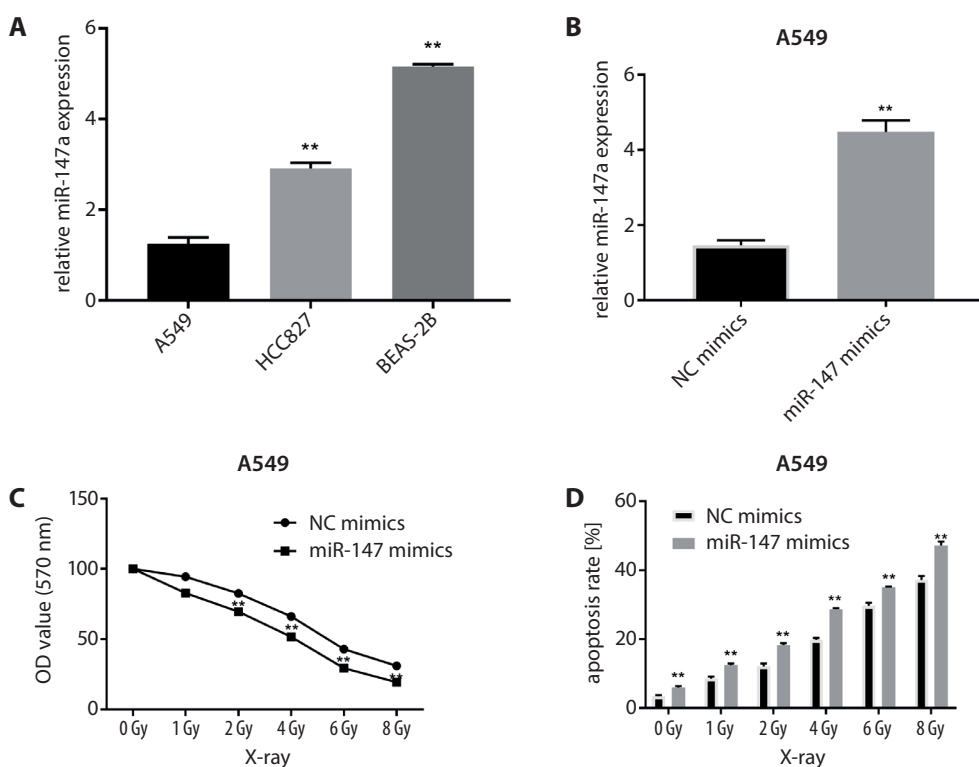 A
relative miR-147a expression
6
4
2
0
**
**
A549
HCC827
BEAS-2B
B
A549
relative miR-147a expression
6
4
2
0
**
NC mimics
miR-147 mimics
C
A549
OD value (570 nm)
150
100
50
0
NC mimics
miR-147 mimics
**
**
**
**
0 Gy 1 Gy 2 Gy 4 Gy 6 Gy 8 Gy
X-ray
D
A549
apoptosis rate [%]
60
40
20
0
NC mimics
miR-147 mimics
**
**
**
**
**
**
0 Gy 1 Gy 2 Gy 4 Gy 6 Gy 8 Gy
X-ray